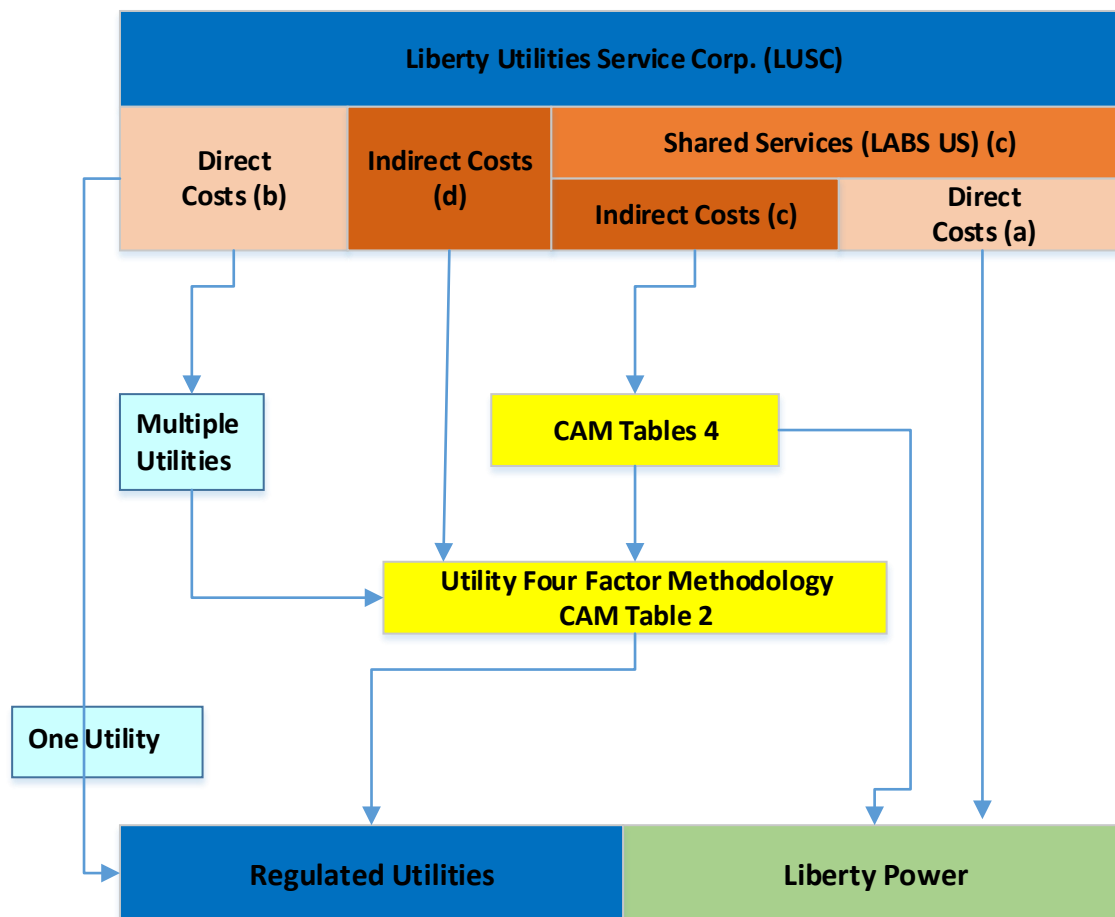 Liberty Utilities Service Corp. (LUSC)
Direct
Costs (b)
Indirect Costs
(d)
Shared Services (LABS US) (c)
Indirect Costs (c)
Direct
Costs (a)
Multiple
Utilities
CAM Tables 4
Utility Four Factor Methodology
CAM Table 2
One Utility
Regulated Utilities
Liberty Power